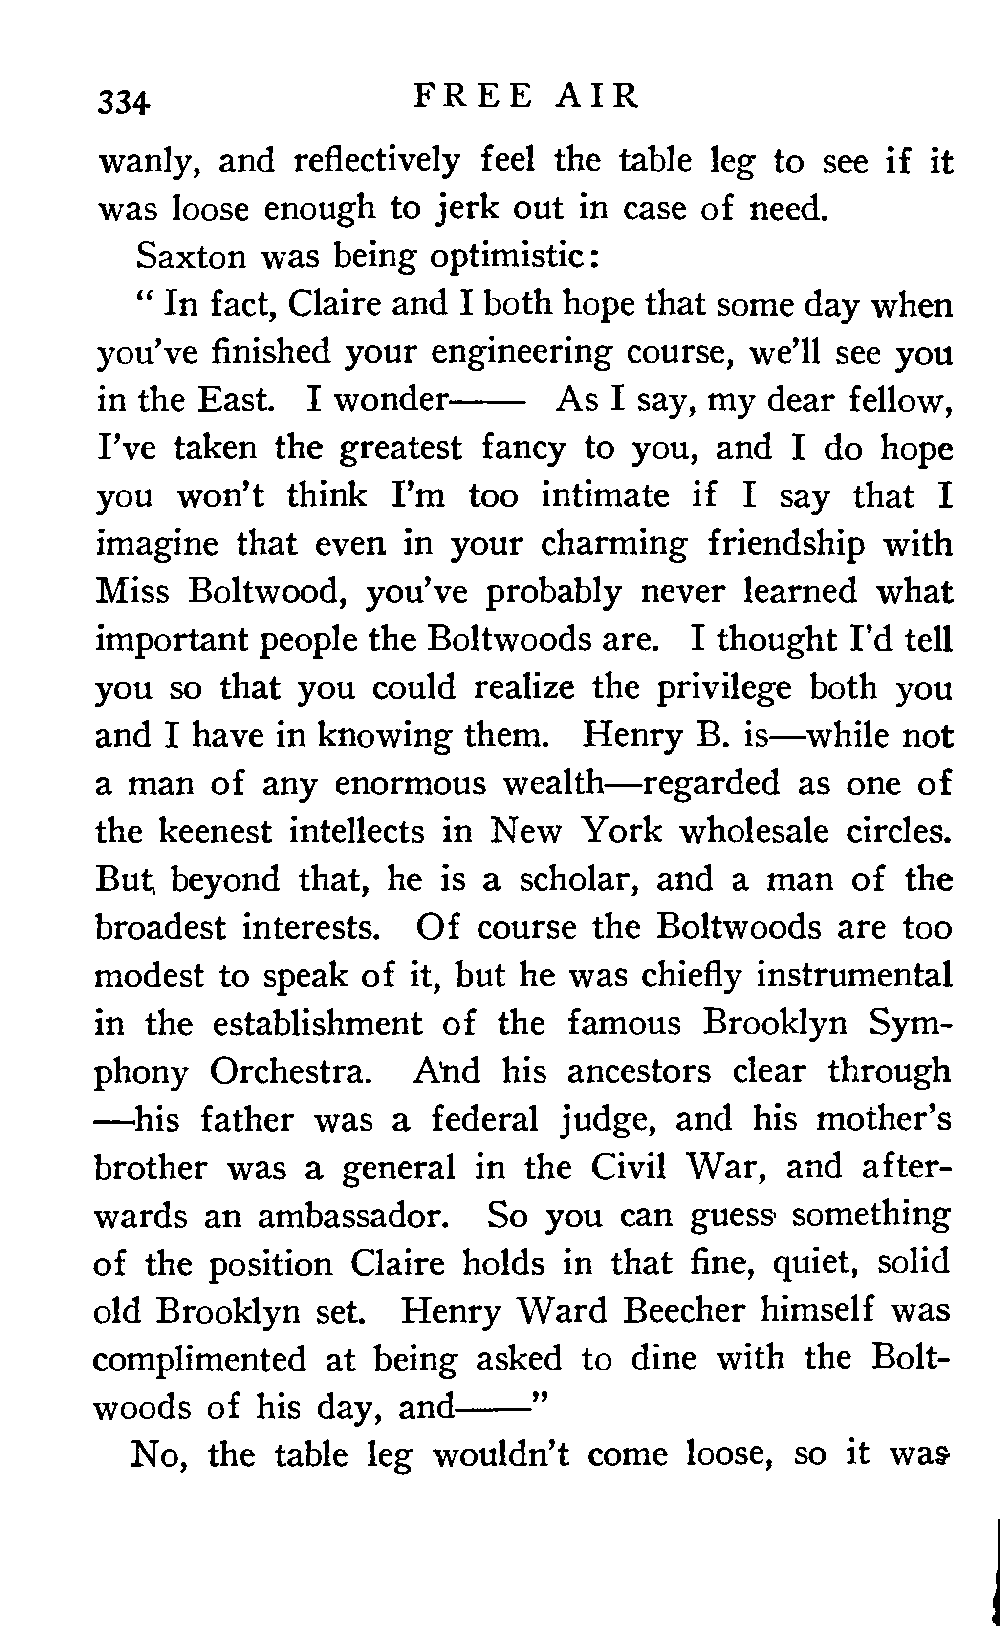 334 FREE AIR
wanly, and reflectively feel the table leg to see if it
was loose enough to jerk out in case of need.
Saxton was being optimistic:
“ In fact, Claire and I both hope that some day when
you’ve finished your engineering course, we’ll see you
in the East. I wonder—— As I say, my dear fellow,
I’ve taken the greatest fancy to you, and I do hope
you won’t think I’m too intimate if I say that I
imagine that even in your charming friendship with
Miss Boltwood, you’ve probably never learned what
important people the Boltwoods are. I thought I’d tell
you so that you could realize the privilege both you
and I have in knowing them. Henry B. is—while not
a man of any enormous wealth—regarded as one of
the keenest intellects in New York wholesale circles.
But, beyond that, he is a scholar, and a man of the
broadest interests. Of course the Boltwoods are too
modest to speak of it, but he was chiefly instrumental
in the establishment of the famous Brooklyn Sym-
phony Orchestra. And his ancestors clear through
—his father was a federal judge, and his mother’s
brother was a general in the Civil War, and after-
wards an ambassador. So you can guess something
of the position Claire holds in that fine, quiet, solid
old Brooklyn set. Henry Ward Beecher himself was
complimented at being asked to dine with the Bolt-
woods of his day, and——”
No, the table leg wouldn’t come loose, so it was